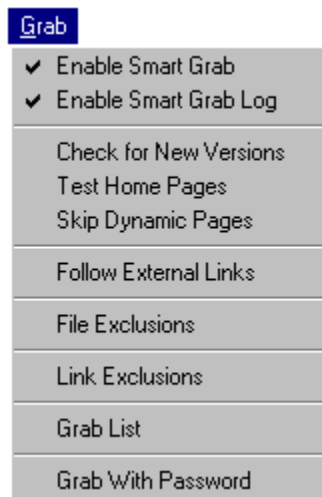 Grab
✔ Enable Smart Grab
✔ Enable Smart Grab Log
Check for New Versions
Test Home Pages
Skip Dynamic Pages
Follow External Links
File Exclusions
Link Exclusions
Grab List
Grab With Password